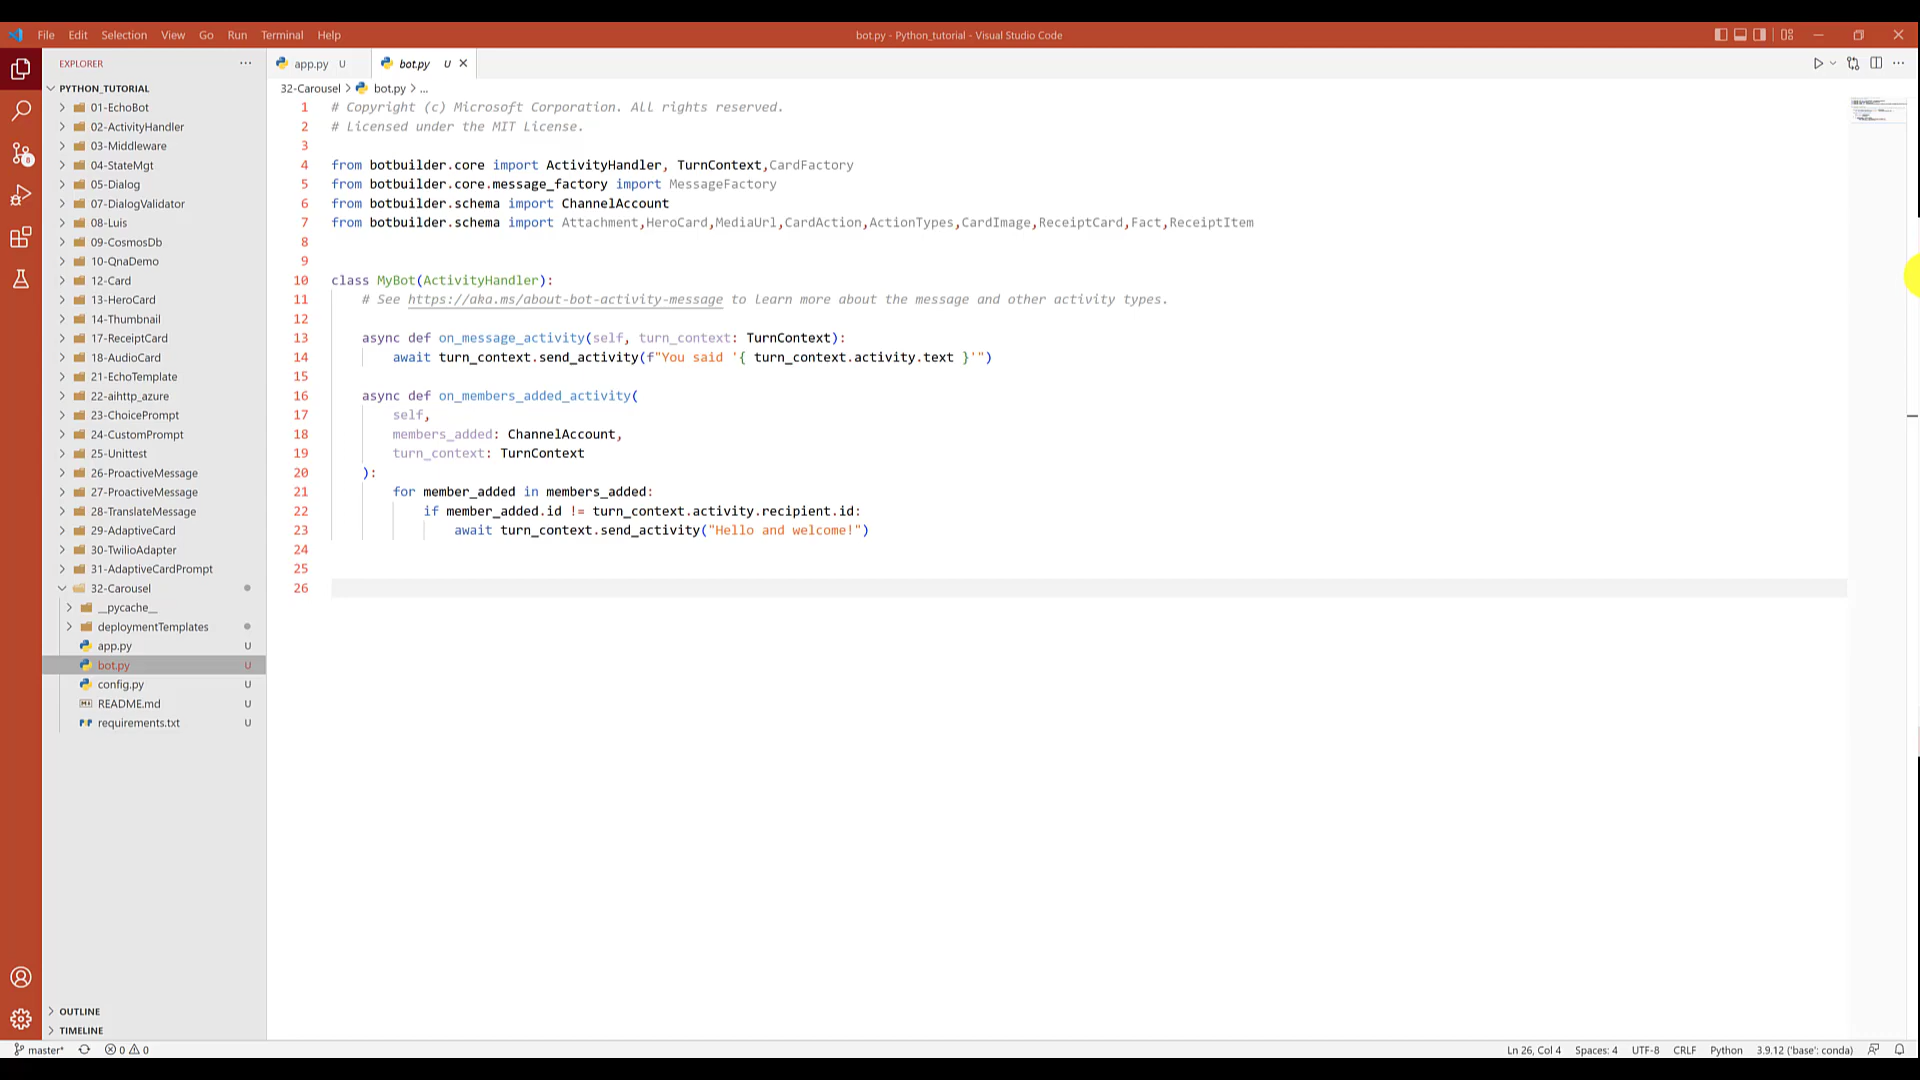 File Edit Selection View Go Run Terminal Help
bot.py - Python_tutorial - Visual Studio Code
EXPLORER
PYTHON_TUTORIAL
01-EchoBot
02-ActivityHandler
03-Middleware
04-StateMgt
05-Dialog
07-DialogValidator
08-Luis
09-CosmosDb
10-QnaDemo
12-Card
13-HeroCard
14-Thumbnail
17-ReceiptCard
18-AudioCard
21-EchoTemplate
22-aihttp_azure
23-ChoicePrompt
24-CustomPrompt
25-Unittest
26-ProactiveMessage
27-ProactiveMessage
28-TranslateMessage
29-AdaptiveCard
30-TwilioAdapter
31-AdaptiveCardPrompt
32-Carousel
__pycache__
deploymentTemplates
app.py U
bot.py U
config.py U
README.md U
requirements.txt U
OUTLINE
TIMELINE
app.py U
bot.py U
32-Carousel > bot.py > ...
1 # Copyright (c) Microsoft Corporation. All rights reserved.
2 # Licensed under the MIT License.
3
4 from botbuilder.core import ActivityHandler, TurnContext,CardFactory
5 from botbuilder.core.message_factory import MessageFactory
6 from botbuilder.schema import ChannelAccount
7 from botbuilder.schema import Attachment,HeroCard,MediaUrl,CardAction,ActionTypes,CardImage,ReceiptCard,Fact,ReceiptItem
8
9
10 class MyBot(ActivityHandler):
11 # See https://aka.ms/about-bot-activity-message to learn more about the message and other activity types.
12
13 async def on_message_activity(self, turn_context: TurnContext):
14 await turn_context.send_activity(f"You said '{ turn_context.activity.text }'")
15
16 async def on_members_added_activity(
17 self,
18 members_added: ChannelAccount,
19 turn_context: TurnContext
20 ):
21 for member_added in members_added:
22 if member_added.id != turn_context.activity.recipient.id:
23 await turn_context.send_activity("Hello and welcome!")
24
25
26
master* 0 0
Ln 26, Col 4 Spaces: 4 UTF-8 CRLF Python 3.9.12 ('base': conda)